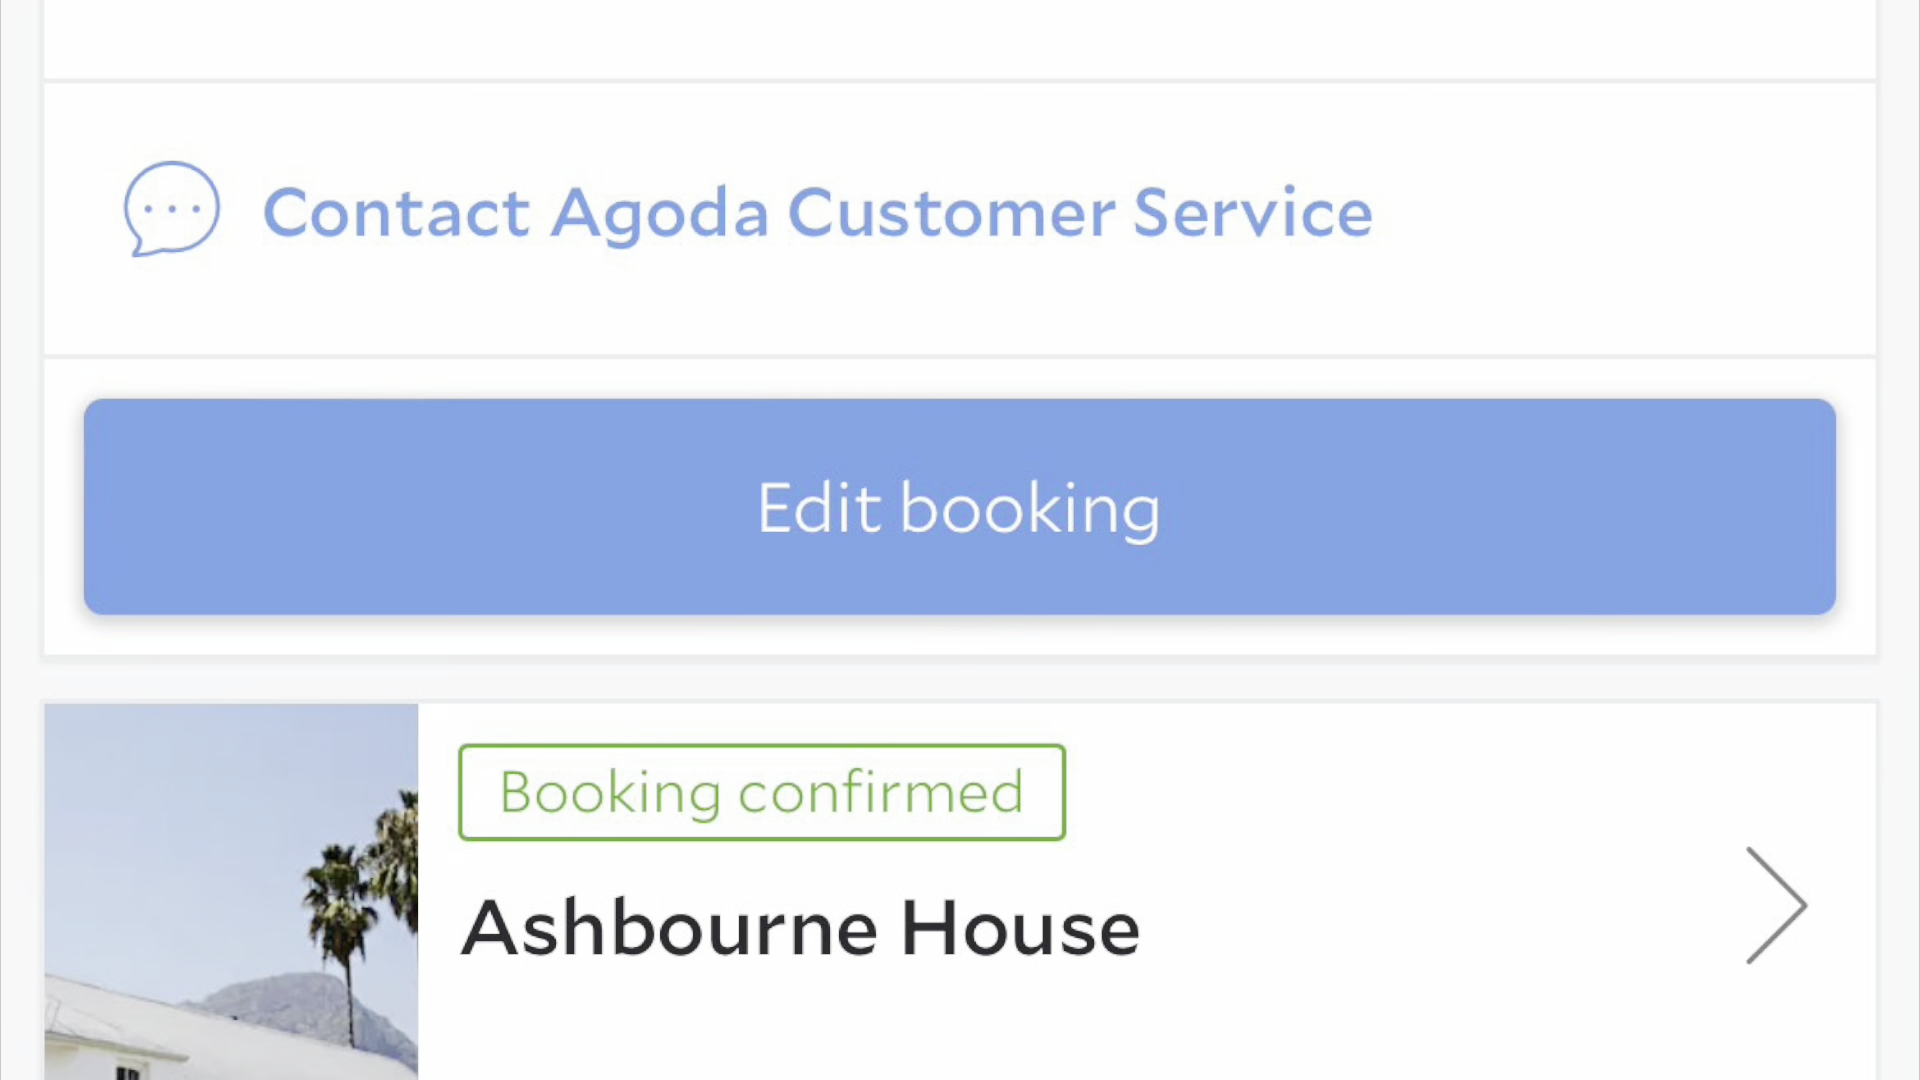 Contact Agoda Customer Service
Edit booking
Booking confirmed
Ashbourne House